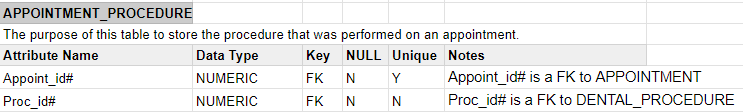 APPOINTMENT_PROCEDURE
The purpose of this table to store the procedure that was performed on an appointment.
Attribute Name Data Type Key NULL Unique Notes
Appoint_id# NUMERIC FK N Y Appoint_id# is a FK to APPOINTMENT
Proc_id# NUMERIC FK N N Proc_id# is a FK to DENTAL_PROCEDURE